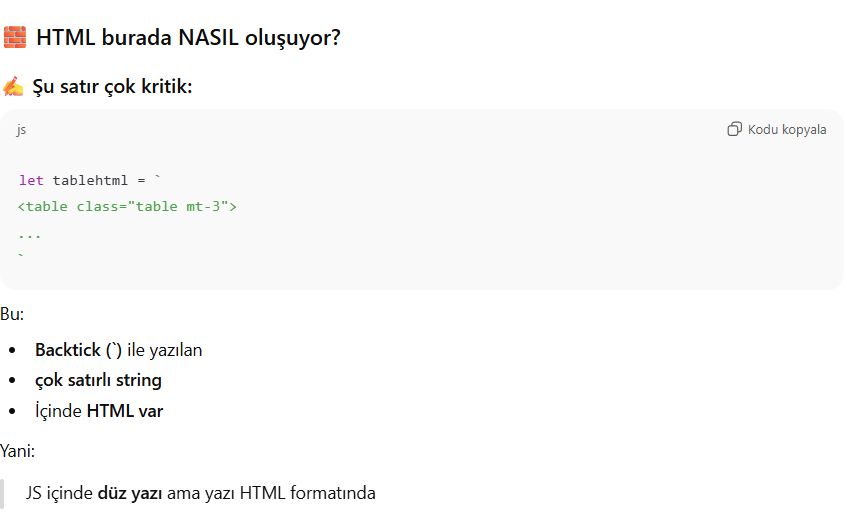 🧱 HTML burada NASIL oluşuyor?
✍️ Şu satır çok kritik:
js
Kodu kopyala
let tablehtml = `
<table class="table mt-3">
...
`
Bu:
• Backtick (`) ile yazılan
• çok satırlı string
• İçinde HTML var
Yani:
JS içinde düz yazı ama yazı HTML formatında